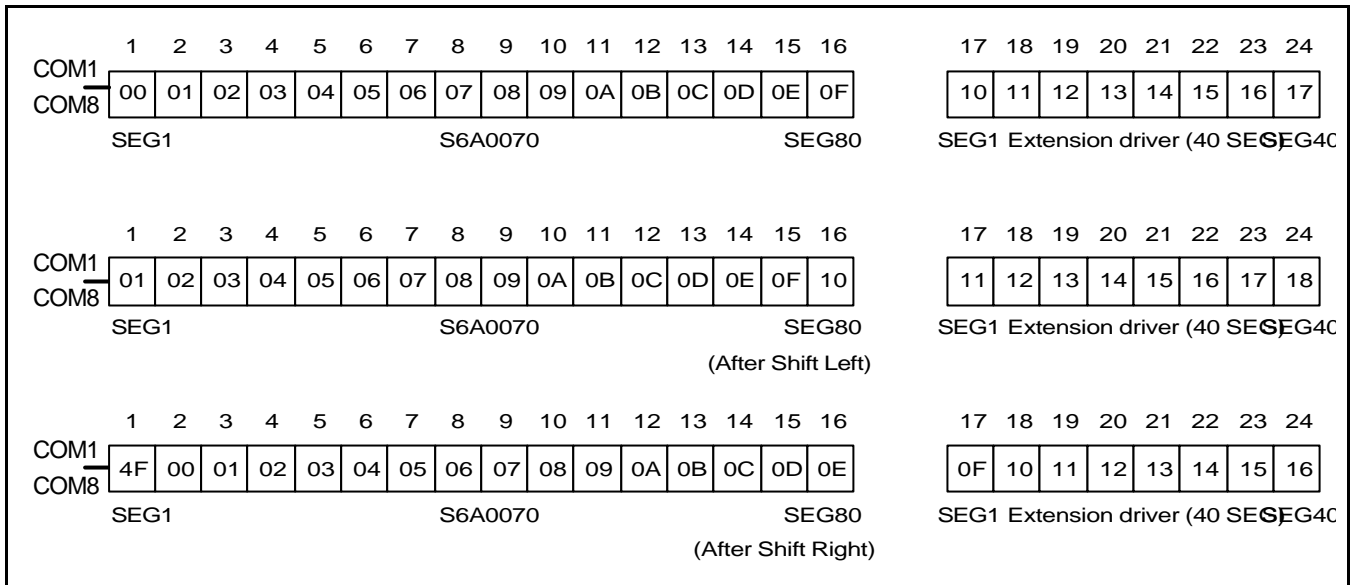 1 2 3 4 5 6 7 8 9 10 11 12 13 14 15 16 17 18 19 20 21 22 23 24
COM1
00 01 02 03 04 05 06 07 08 09 0A 0B 0C 0D 0E 0F 10 11 12 13 14 15 16 17
COM8
SEG1 S6A0070 SEG80 SEG1 Extension driver (40 SEG) SEG40
1 2 3 4 5 6 7 8 9 10 11 12 13 14 15 16 17 18 19 20 21 22 23 24
COM1
01 02 03 04 05 06 07 08 09 0A 0B 0C 0D 0E 0F 10 11 12 13 14 15 16 17 18
COM8
SEG1 S6A0070 SEG80 SEG1 Extension driver (40 SEG) SEG40
(After Shift Left)
1 2 3 4 5 6 7 8 9 10 11 12 13 14 15 16 17 18 19 20 21 22 23 24
COM1
4F 00 01 02 03 04 05 06 07 08 09 0A 0B 0C 0D 0E 0F 10 11 12 13 14 15 16
COM8
SEG1 S6A0070 SEG80 SEG1 Extension driver (40 SEG) SEG40
(After Shift Right)